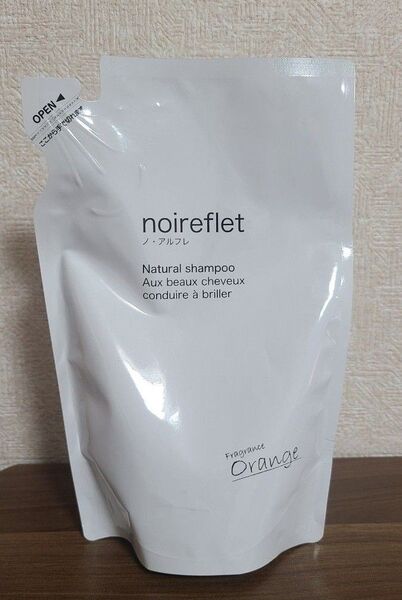 OPEN◀
ここから手で切れます
noireflet
ノ・アルフレ
Natural shampoo
Aux beaux cheveux
conduire à briller
Fragrance
Orange